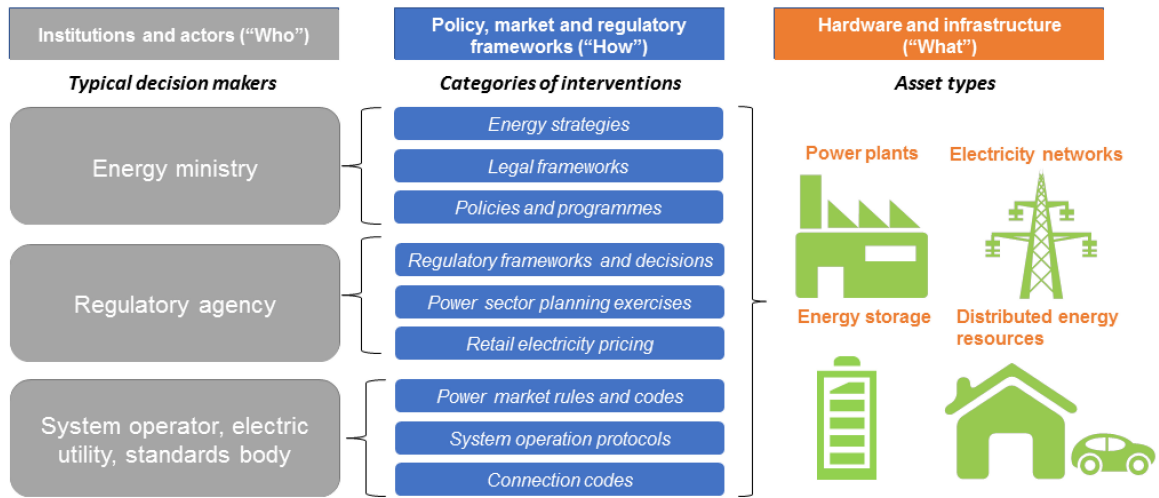 Institutions and actors (“Who”)
Policy, market and regulatory
frameworks (“How”)
Hardware and infrastructure
(“What”)
Typical decision makers
Categories of interventions
Asset types
Energy ministry
Energy strategies
Legal frameworks
Policies and programmes
Regulatory agency
Regulatory frameworks and decisions
Power sector planning exercises
Retail electricity pricing
System operator, electric
utility, standards body
Power market rules and codes
System operation protocols
Connection codes
Power plants
Electricity networks
Energy storage
Distributed energy
resources